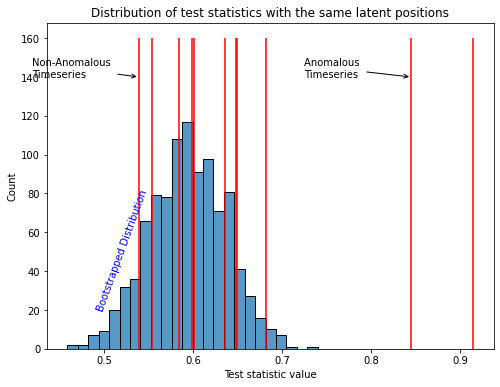 Distribution of test statistics with the same latent positions
160
140
120
100
80
60
40
20
0
Count
Non-Anomalous
Timeseries
Anomalous
Timeseries
Bootstrapped Distribution
0.5 0.6 0.7 0.8 0.9
Test statistic value